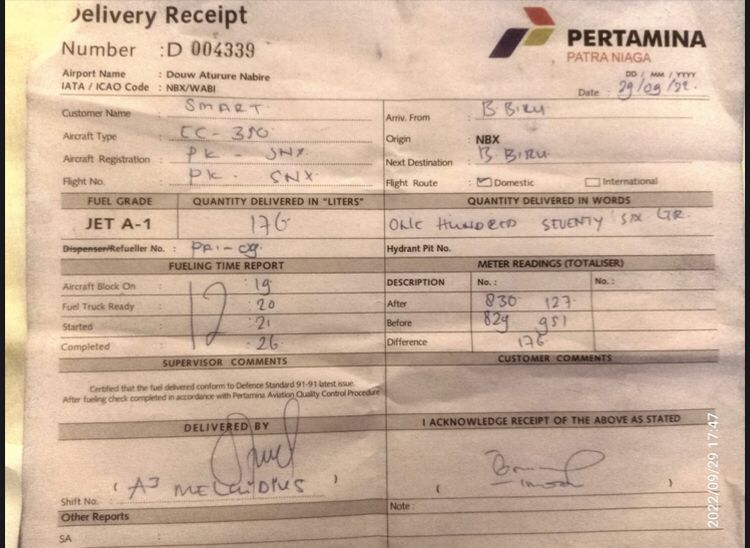 Delivery Receipt
Number : D 004339
PERTAMINA
PATRA NIAGA
Airport Name : Douw Aturure Nabire
IATA / ICAO Code : NBX/WABI
DD / MM / YYYY
Date : 29/09/22.
Customer Name : SMART.
Arriv. From : B. BIRU
Aircraft Type :
Origin : NBX
Aircraft Registration : PK - SNX.
Next Destination : B BIRU.
Flight No. : PK - SNX
Flight Route : Domestic International
FUEL GRADE QUANTITY DELIVERED IN "LITERS" QUANTITY DELIVERED IN WORDS
JET A-1 176 ONE HUNDRED SEVENTY SIX LTR.
Dispenser/Refueller No. :
Hydrant Pit No.
FUELING TIME REPORT METER READINGS (TOTALISER)
Aircraft Block On : 12 : 19
DESCRIPTION No. : No. :
Fuel Truck Ready : : 20
After 830 127
Started : : 21
Before 829 951
Completed : : 26
Difference 176
SUPERVISOR COMMENTS CUSTOMER COMMENTS
Certified that the fuel delivered conform to Defence Standard 91-91 latest issue.
After fueling check completed in accordance with Pertamina Aviation Quality Control Procedure
DELIVERED BY I ACKNOWLEDGE RECEIPT OF THE ABOVE AS STATED
( )
( )
Shift No. :
Note :
Other Reports
SA :
2022/09/29 17:47